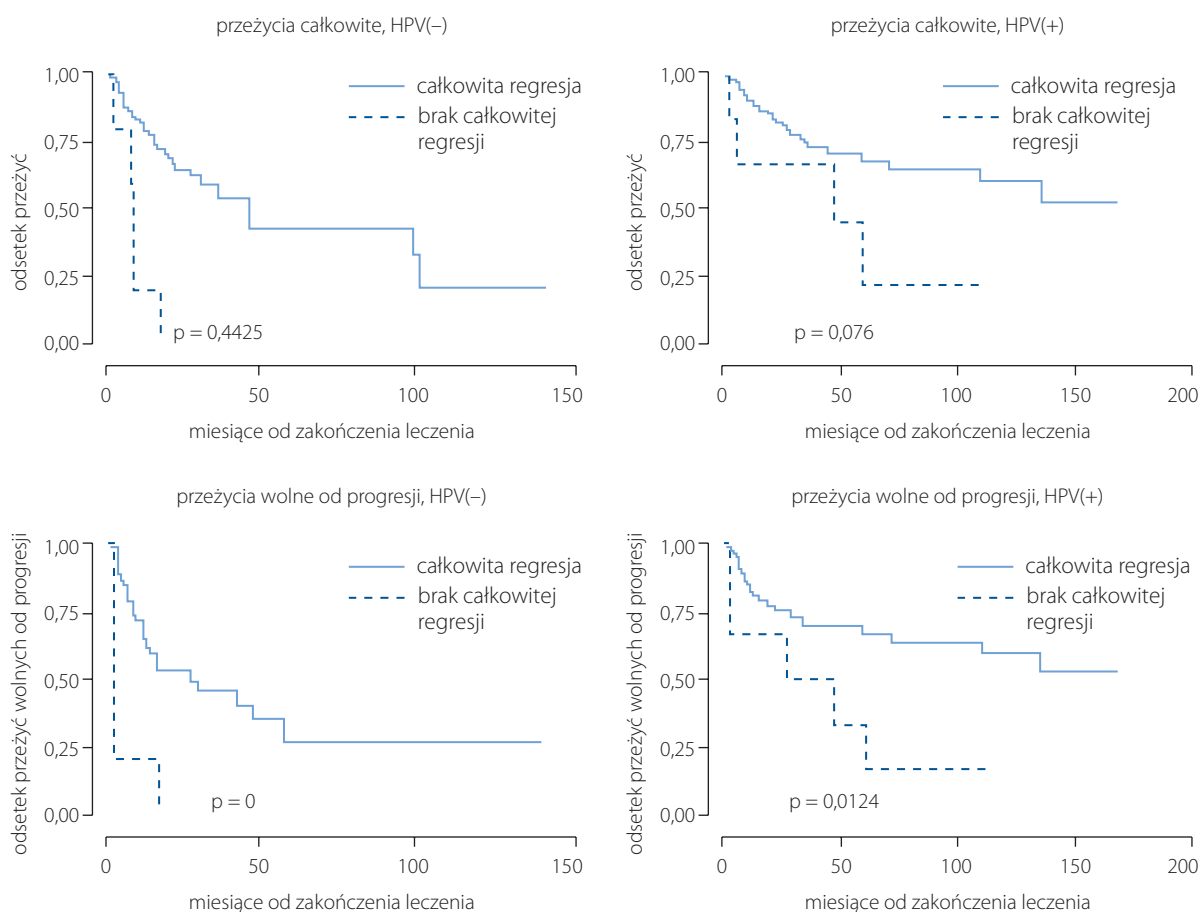 przeżycia całkowite, HPV(–)
1,00
0,75
0,50
0,25
0,00
odsetek przeżyć
całkowita regresja
brak całkowitej
regresji
p = 0,4425
0 50 100 150
miesiące od zakończenia leczenia
przeżycia całkowite, HPV(+)
1,00
0,75
0,50
0,25
0,00
odsetek przeżyć
całkowita regresja
brak całkowitej
regresji
p = 0,076
0 50 100 150 200
miesiące od zakończenia leczenia
przeżycia wolne od progresji, HPV(–)
1,00
0,75
0,50
0,25
0,00
odsetek przeżyć wolnych od progresji
całkowita regresja
brak całkowitej
regresji
p = 0
0 50 100 150
miesiące od zakończenia leczenia
przeżycia wolne od progresji, HPV(+)
1,00
0,75
0,50
0,25
0,00
odsetek przeżyć wolnych od progresji
całkowita regresja
brak całkowitej
regresji
p = 0,0124
0 50 100 150 200
miesiące od zakończenia leczenia